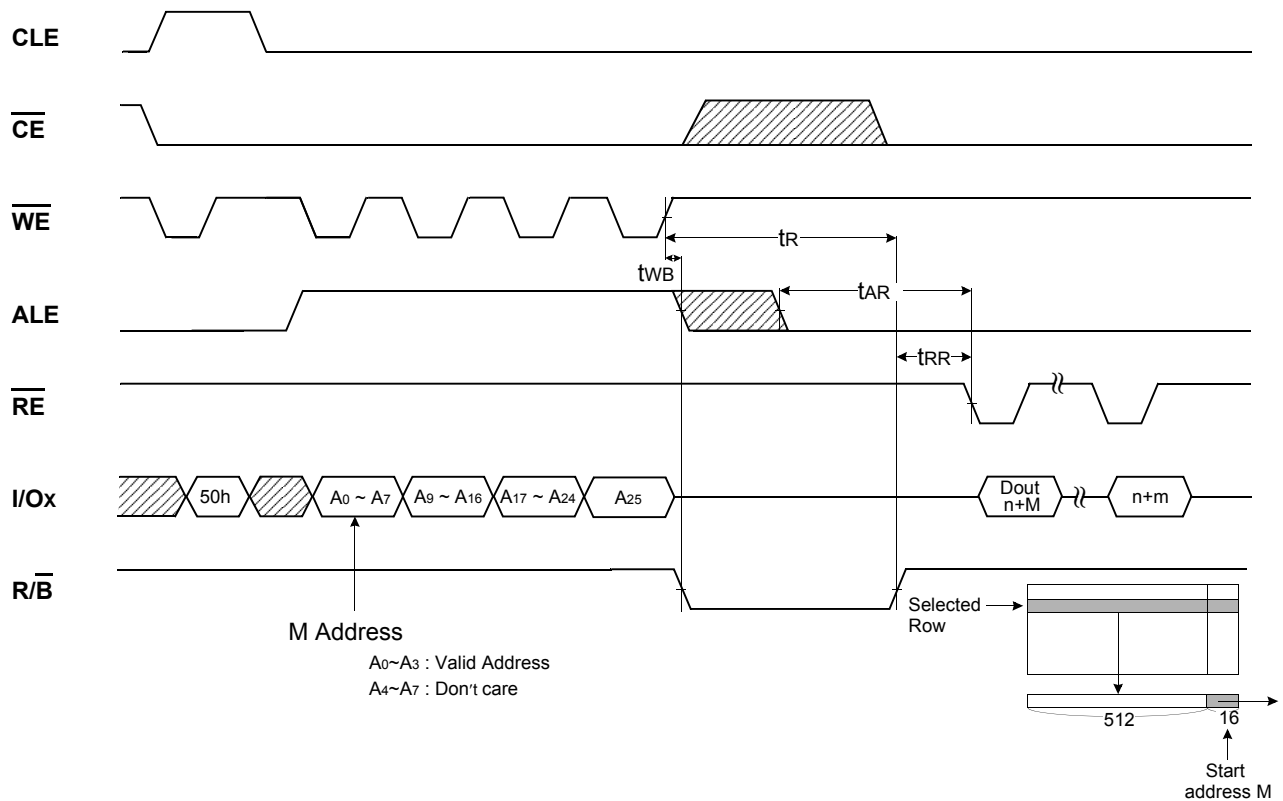 CLE
CE
WE
tR
tWB
ALE
tAR
tRR
RE
I/Ox
50h
A0 ~ A7
A9 ~ A16
A17 ~ A24
A25
Dout
n+M
n+m
R/B
M Address
A0~A3 : Valid Address
A4~A7 : Don't care
Selected
Row
512
16
Start
address M